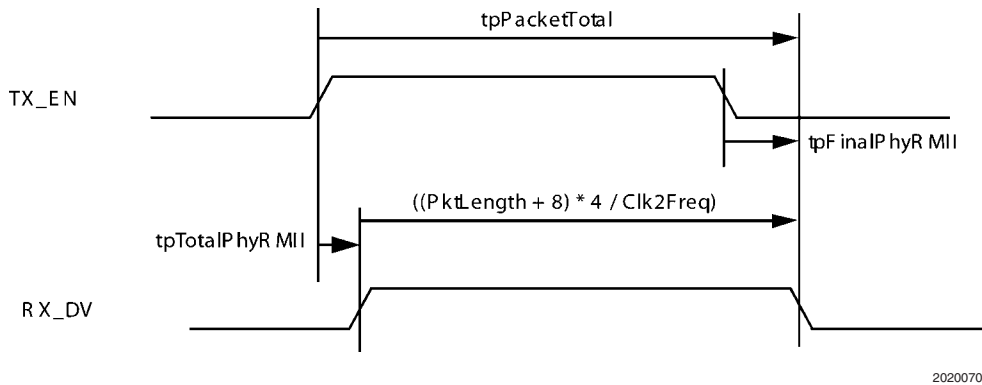 tpPacketTotal
TX_EN
tpFinalPhyRMII
((PktLength + 8) * 4 / Clk2Freq)
tpTotalPhyRMII
RX_DV
2020070